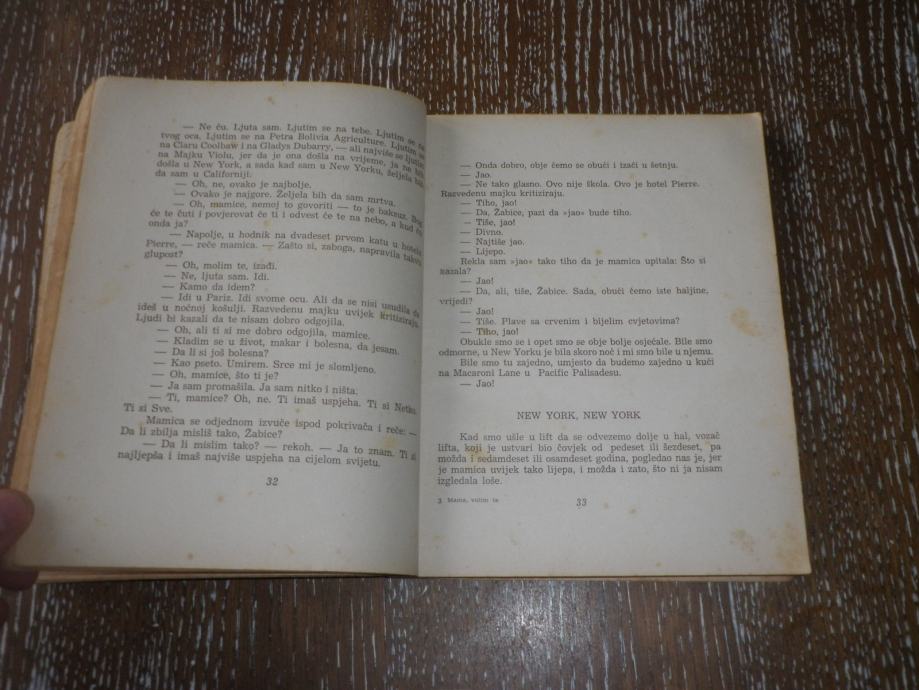 — Ne ću. Ljuta sam. Ljutim se na tebe. Ljutim se na
tvog oca. Ljutim se na Petra Bolivia Agriculture. Ljutim se
na Claru Coolbaw i na Gladys Dubarry, — ali najviše se ljutim
na Majku Violu, jer da je ona došla na vrijeme, ja ne bih
došla u New York, a sada kad sam u New Yorku, željela bih
da sam u Californiji.
— Oh, ne, ovako je najbolje.
— Ovako je najgore. Željela bih da sam mrtva.
— Oh, mamice, nemoj to govoriti — to je baksuz. Bog
će te čuti i povjerovat će ti i odvest će te na nebo, a kud ću
onda ja?
— Napolje, u hodnik na dvadeset prvom katu u hotelu
Pierre, — reče mamica. — Zašto si, zaboga, napravila takvu
glupost?
— Oh, molim te, izađi.
— Ne, ljuta sam. Idi.
— Kamo da idem?
— Idi u Pariz. Idi svome ocu. Ali da se nisi usudila da
ideš u noćnoj košulji. Razvedenu majku uvijek kritiziraju.
Ljudi bi kazali da te nisam dobro odgojila.
— Oh, ali ti si me dobro odgojila, mamice.
— Kladim se u život, makar i bolesna, da jesam.
— Da li si još bolesna?
— Kao pseto. Umirem. Srce mi je slomljeno.
— Oh, mamice, što ti je?
— Ja sam promašila. Ja sam nitko i ništa.
— Ti, mamice? Oh, ne. Ti imaš uspjeha. Ti si Netko.
Ti si Sve.
Mamica se odjednom izvuče ispod pokrivača i reče: —
Da li zbilja misliš tako, Žabice?
— Da li mislim tako? — rekoh. — Ja to znam. Ti si
najljepša i imaš najviše uspjeha na cijelom svijetu.
32
— Onda dobro, obje ćemo se obući i izaći u šetnju.
— Jao.
— Ne tako glasno. Ovo nije škola. Ovo je hotel Pierre.
Razvedenu majku kritiziraju.
— Tiho, jao!
— Da, Žabice, pazi da »jao« bude tiho.
— Tiše, jao!
— Divno.
— Najtiše jao.
— Lijepo.
Rekla sam »jao« tako tiho da je mamica upitala: Što si
kazala?
— Jao!
— Da, ali, tiše, Žabice. Sada, obući ćemo iste haljine,
vrijedi?
— Jao!
— Tiše. Plave sa crvenim i bijelim cvjetovima?
— Tiho, jao!
Obukle smo se i opet smo se obje bolje osjećale. Bile smo
odmorne, u New Yorku je bila skoro noć i mi smo bile u njemu.
Bile smo tu zajedno, umjesto da budemo zajedno u kući
na Macaroni Lane u Pacific Palisadesu.
— Jao!
NEW YORK, NEW YORK
Kad smo ušle u lift da se odvezemo dolje u hal, vozač
lifta, koji je ustvari bio čovjek od pedeset ili šezdeset, pa
možda i sedamdeset ili osamdeset godina, pogledao nas je, jer
je mamica uvijek tako lijepa, i možda i zato, što ni ja nisam
izgledala loše.
3 Mama, volim te
33